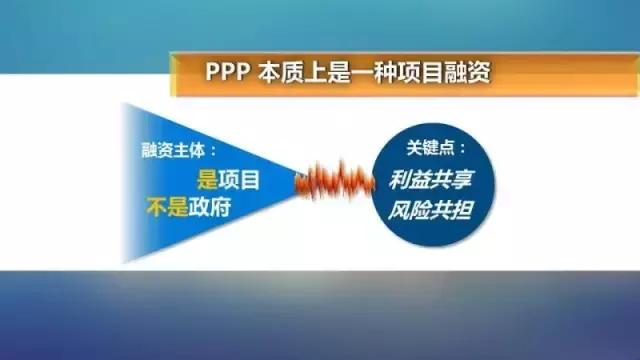 PPP 本质上是一种项目融资
融资主体：
是项目
不是政府
关键点：
利益共享
风险共担